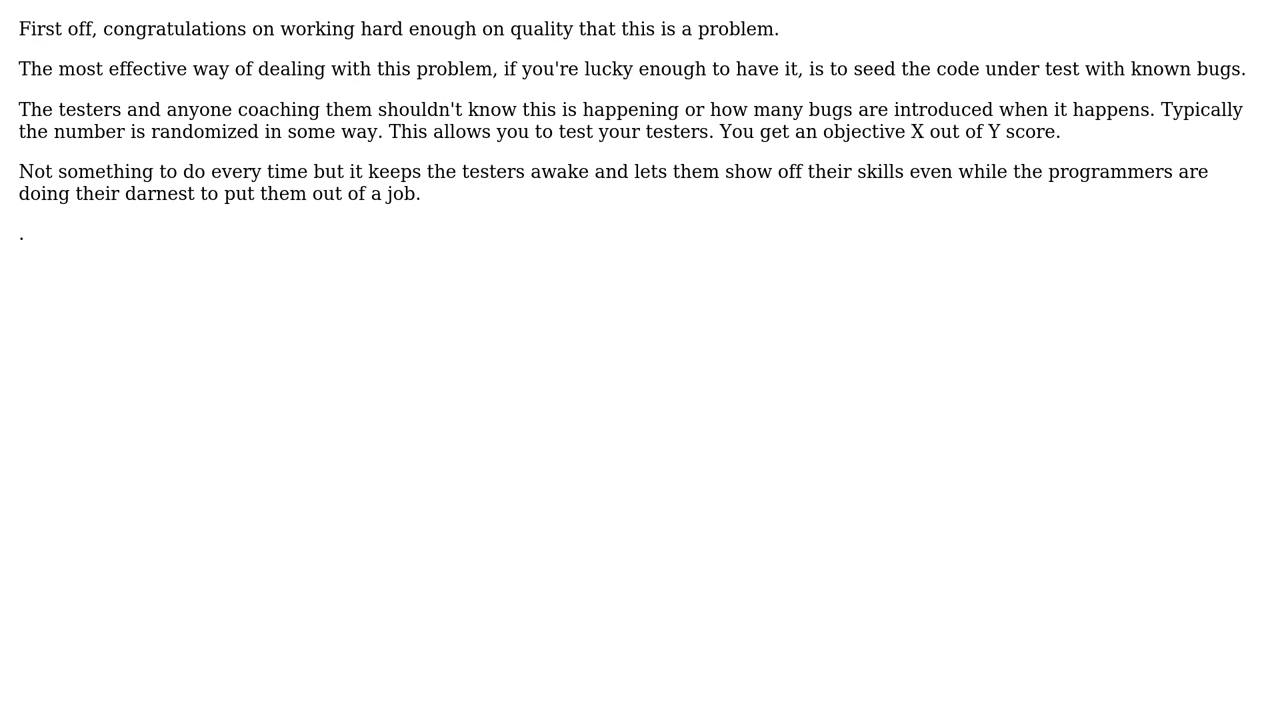 First off, congratulations on working hard enough on quality that this is a problem.
The most effective way of dealing with this problem, if you're lucky enough to have it, is to seed the code under test with known bugs.
The testers and anyone coaching them shouldn't know this is happening or how many bugs are introduced when it happens. Typically
the number is randomized in some way. This allows you to test your testers. You get an objective X out of Y score.
Not something to do every time but it keeps the testers awake and lets them show off their skills even while the programmers are
doing their darnest to put them out of a job.
.